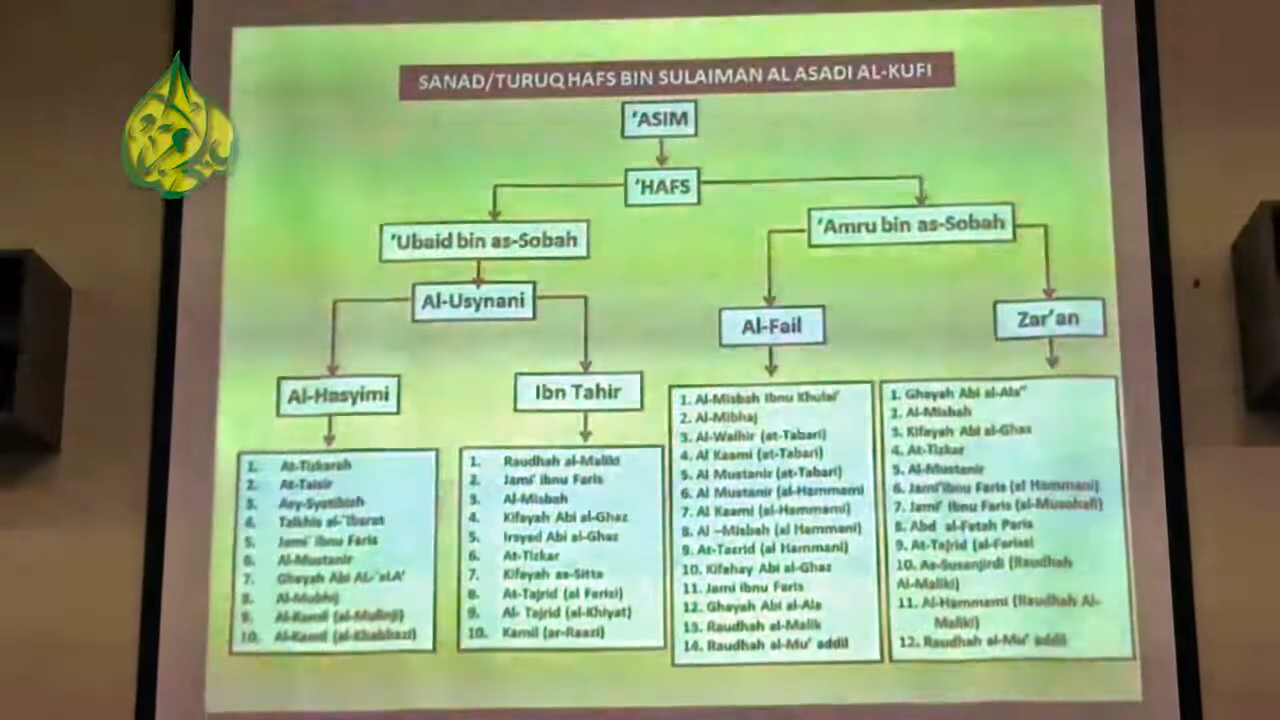 SANAD/TURUQ HAFS BIN SULAIMAN AL ASADI AL-KUFI
'ASIM
'HAFS
'Ubaid bin as-Sobah
'Amru bin as-Sobah
Al-Usynani
Al-Fail
Zar'an
Al-Hasyimi
Ibn Tahir
1. At-Tizkarah
2. At-Taisir
3. Asy-Syatibiah
4. Talkhis al-'Ibarat
5. Jami' Ibnu Faris
6. Al-Mustanir
7. Ghayah Abi AL-'aLA'
8. Al-Mubhij
9. Al-Kamil (al-Mulinji)
10. Al-Kamil (al-Khabbazi)
1. Raudhah al-Maliki
2. Jami' Ibnu Faris
3. Al-Misbah
4. Kifayah Abi al-Ghaz
5. Irsyad Abi al-Ghaz
6. At-Tizkar
7. Kifayah as-Sitta
8. At-Tajrid (al Farisi)
9. Al- Tajrid (al-Khiyat)
10. Kamil (ar-Raazi)
1. Al-Misbah Ibnu Khulai'
2. Al-Mibhaj
3. Al-Walhir (at-Tabari)
4. Al Kaami (at-Tabari)
5. Al Mustanir (at-Tabari)
6. Al Mustanir (al-Hammami
7. Al Kaami (al-Hammami)
8. Al –Misbah (al Hammani)
9. At-Tazrid (al Hammani)
10. Kifahay Abi al-Ghaz
11. Jami ibnu Faris
12. Ghayah Abi al-Ala
13. Raudhah al-Malik
14. Raudhah al-Mu' addil
1. Ghayah Abi al-Ala"
2. Al-Misbah
3. Kifayah Abi al-Ghaz
4. At-Tizkar
5. Al-Mustanir
6. Jami'ibnu Faris (al Hammani)
7. Jami' Ibnu Faris (al-Musohafi)
8. Abd al-Fatah Paris
9. At-Tajrid (al-Farissi)
10. As-Susanjirdi (Raudhah
Al-Maliki)
11. Al-Hammami (Raudhah Al-
Maliki)
12. Raudhah al-Mu' addil